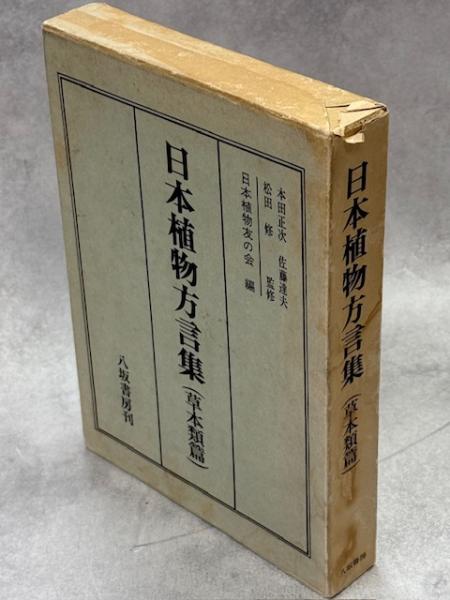 本田正次 佐藤達夫
松田 修 監修
日本植物友の会 編
日本植物方言集(草本類篇)
八坂書房刊
日本植物方言集(草本類篇)
八坂書房